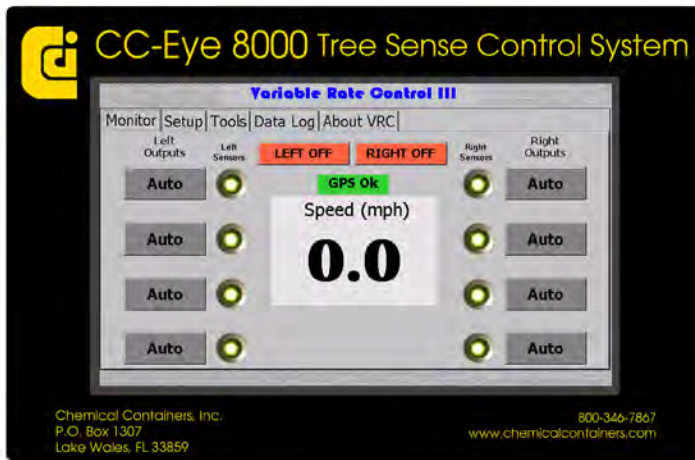 CC-Eye 8000 Tree Sense Control System
Variable Rate Control III
Monitor Setup Tools Data Log About VRC
Left Outputs
Left Sensors
LEFT OFF
RIGHT OFF
Right Sensors
Right Outputs
Auto
GPS Ok
Auto
Speed (mph)
Auto
Auto
0.0
Auto
Auto
Auto
Auto
Chemical Containers, Inc.
P.O. Box 1307
Lake Wales, FL 33859
800-346-7867
www.chemicalcontainers.com